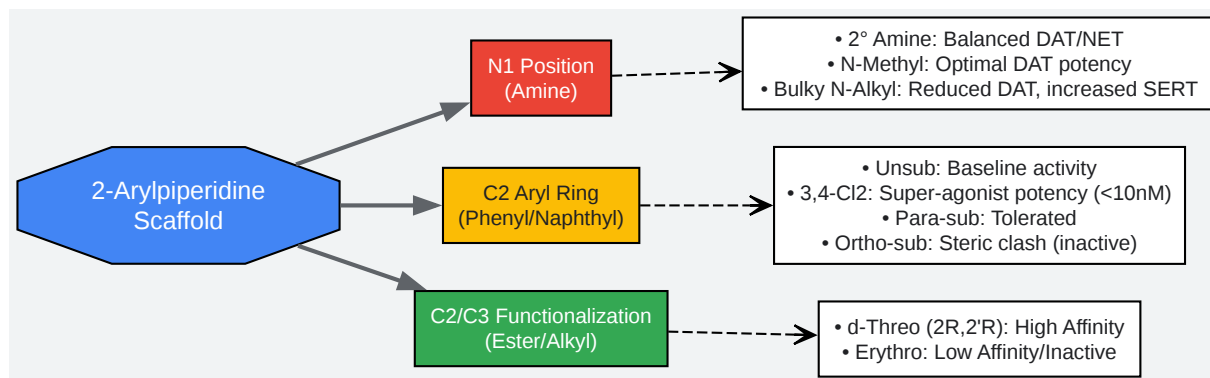 2-Arylpiperidine
Scaffold
N1 Position
(Amine)
• 2° Amine: Balanced DAT/NET
• N-Methyl: Optimal DAT potency
• Bulky N-Alkyl: Reduced DAT, increased SERT
C2 Aryl Ring
(Phenyl/Naphthyl)
• Unsub: Baseline activity
• 3,4-Cl2: Super-agonist potency (<10nM)
• Para-sub: Tolerated
• Ortho-sub: Steric clash (inactive)
C2/C3 Functionalization
(Ester/Alkyl)
• d-Threo (2R,2'R): High Affinity
• Erythro: Low Affinity/Inactive